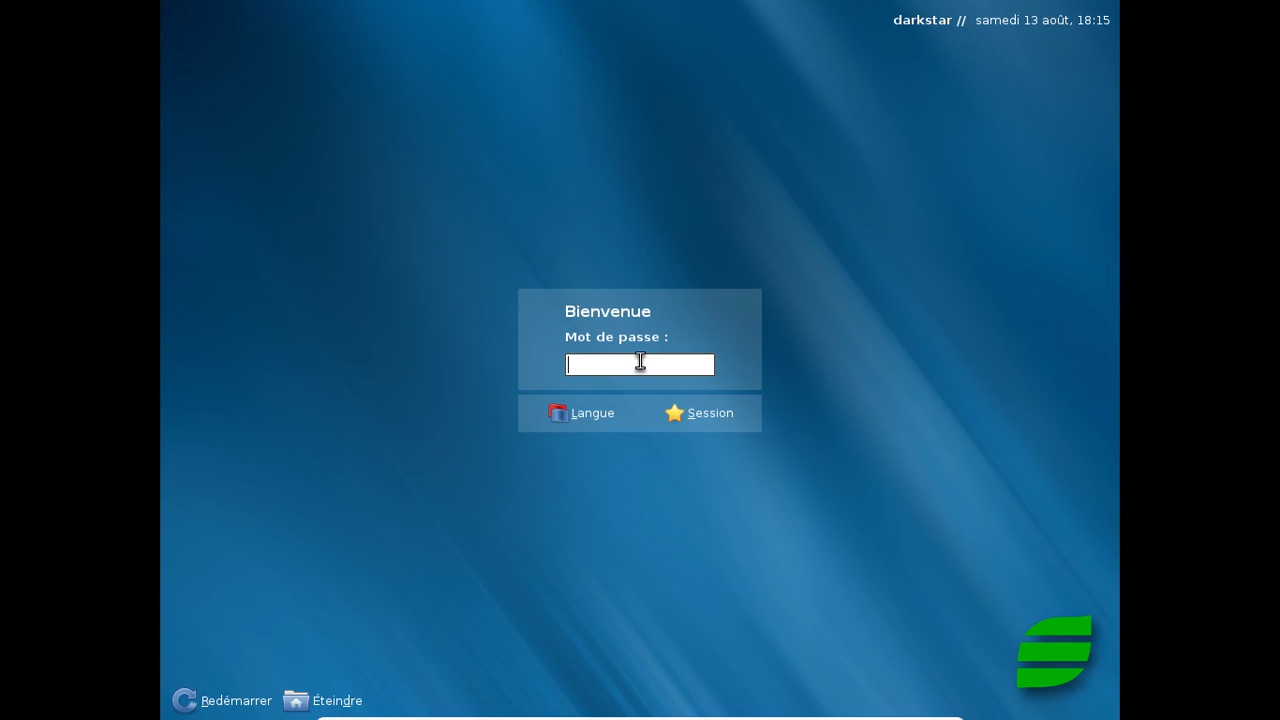 darkstar // samedi 13 août, 18:15
Bienvenue
Mot de passe :
Langue Session
Redémarrer Éteindre